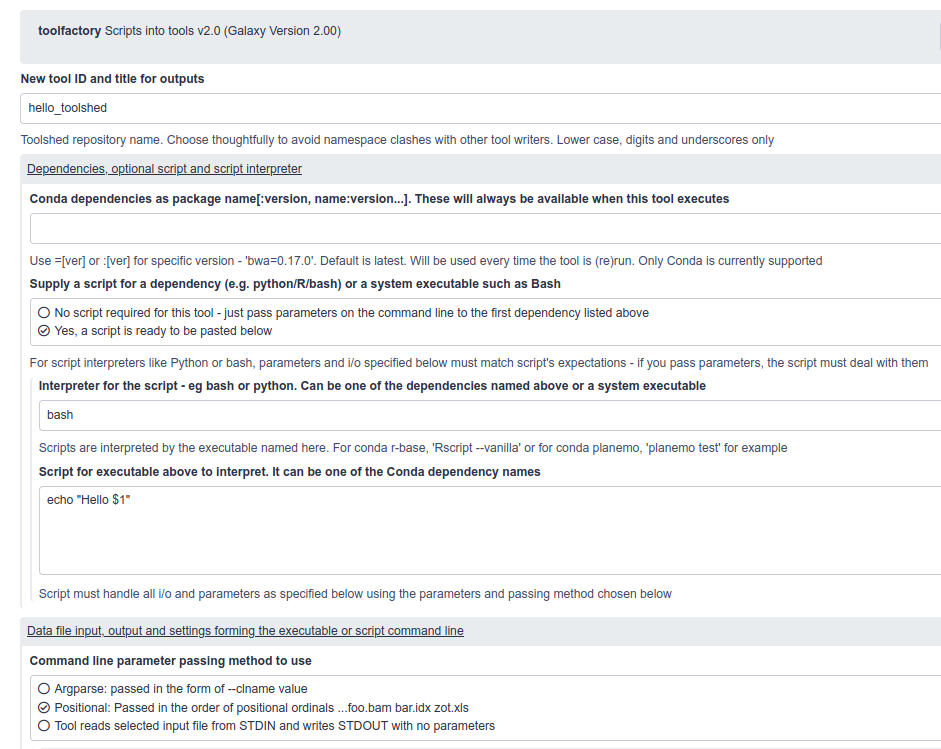 toolfactory Scripts into tools v2.0 (Galaxy Version 2.00)
New tool ID and title for outputs
hello_toolshed
Toolshed repository name. Choose thoughtfully to avoid namespace clashes with other tool writers. Lower case, digits and underscores only
Dependencies, optional script and script interpreter
Conda dependencies as package name[:version, name:version...]. These will always be available when this tool executes
Use =[ver] or :[ver] for specific version - 'bwa=0.17.0'. Default is latest. Will be used every time the tool is (re)run. Only Conda is currently supported
Supply a script for a dependency (e.g. python/R/bash) or a system executable such as Bash
No script required for this tool - just pass parameters on the command line to the first dependency listed above
Yes, a script is ready to be pasted below
For script interpreters like Python or bash, parameters and i/o specified below must match script's expectations - if you pass parameters, the script must deal with them
Interpreter for the script - eg bash or python. Can be one of the dependencies named above or a system executable
bash
Scripts are interpreted by the executable named here. For conda r-base, 'Rscript --vanilla' or for conda planemo, 'planemo test' for example
Script for executable above to interpret. It can be one of the Conda dependency names
echo "Hello $1"
Script must handle all i/o and parameters as specified below using the parameters and passing method chosen below
Data file input, output and settings forming the executable or script command line
Command line parameter passing method to use
Argparse: passed in the form of --clname value
Positional: Passed in the order of positional ordinals ...foo.bam bar.idx zot.xls
Tool reads selected input file from STDIN and writes STDOUT with no parameters